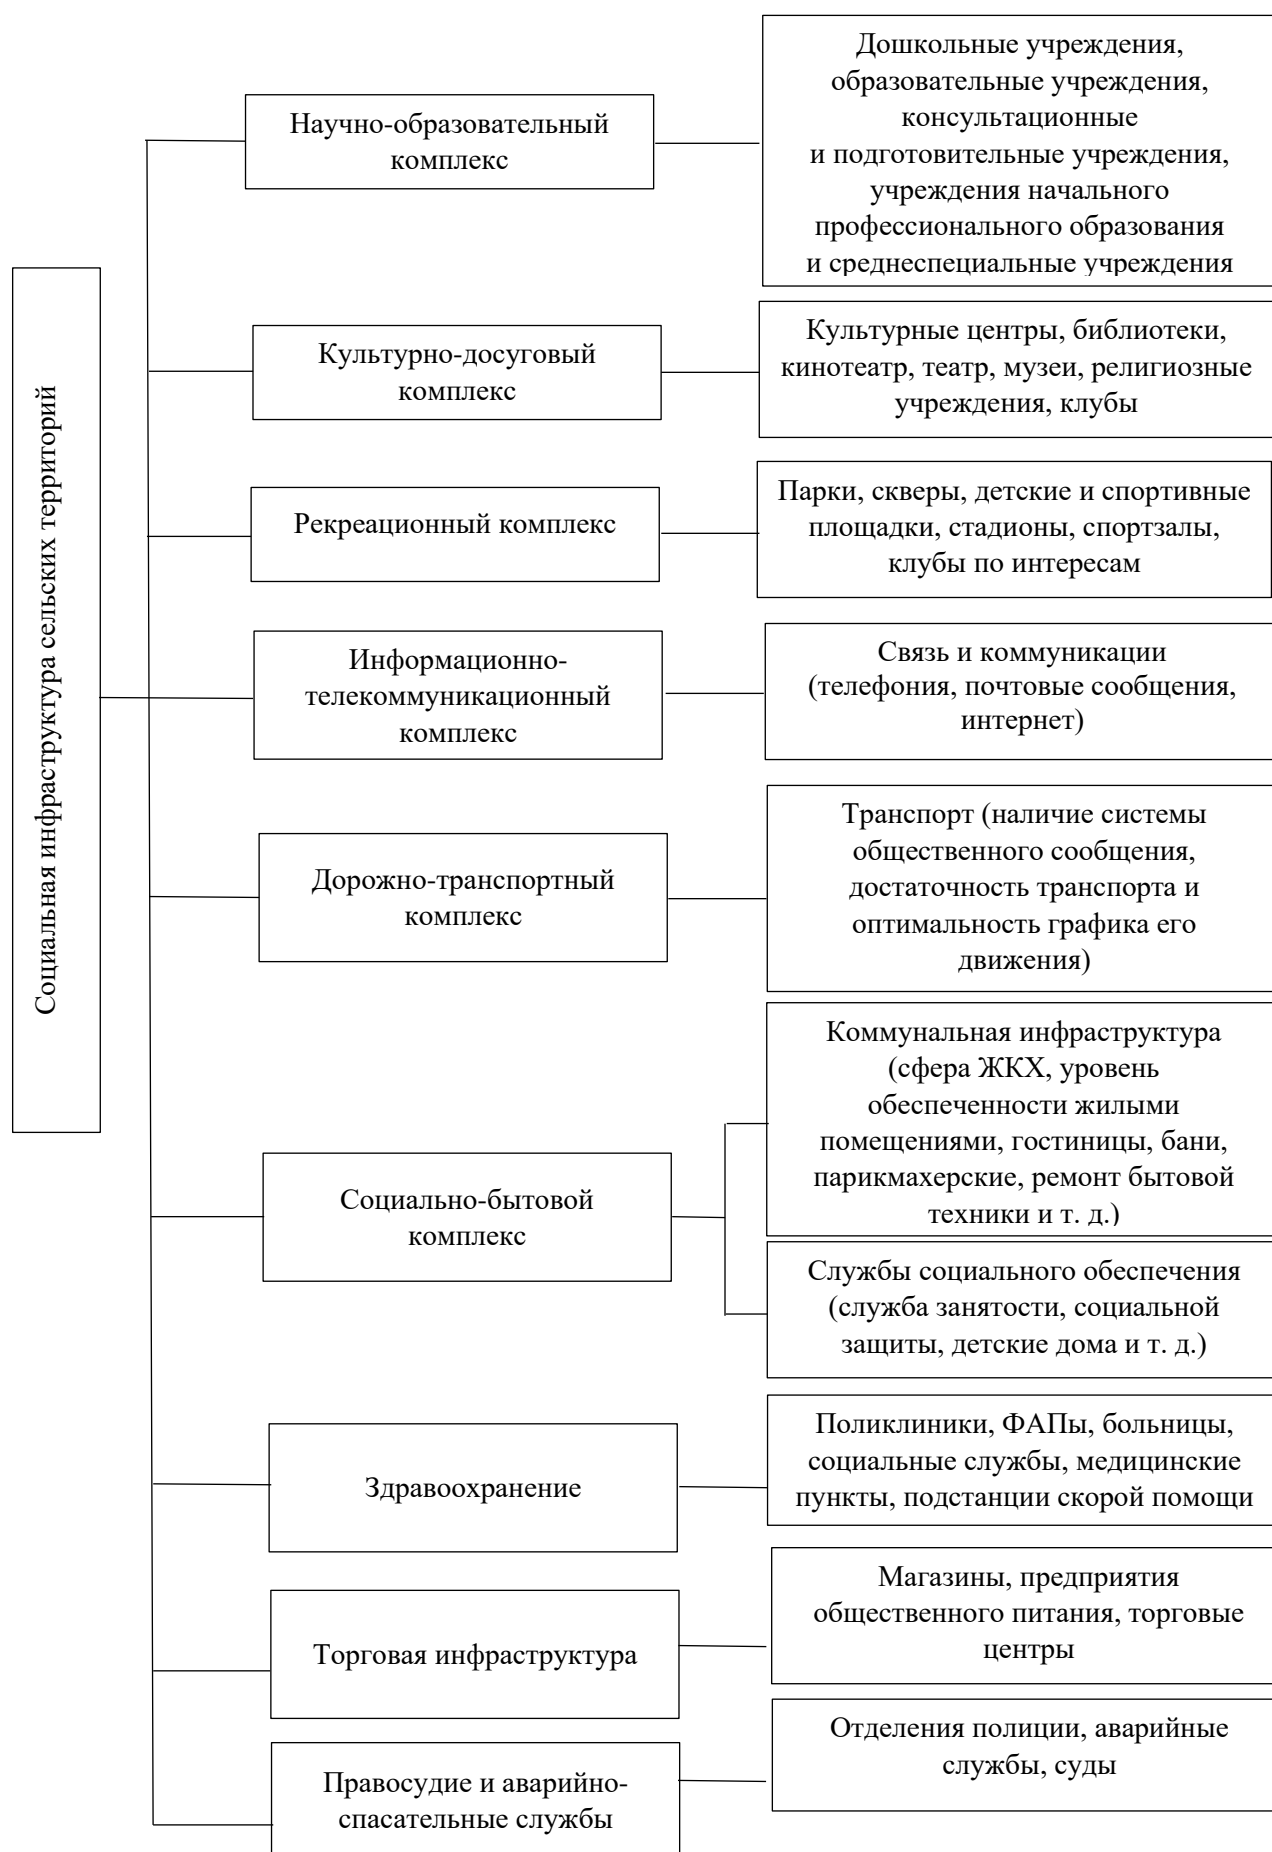 Социальная инфраструктура сельских территорий
Научно-образовательный
комплекс
Дошкольные учреждения,
образовательные учреждения,
консультационные
и подготовительные учреждения,
учреждения начального
профессионального образования
и среднеспециальные учреждения
Культурно-досуговый
комплекс
Культурные центры, библиотеки,
кинотеатр, театр, музеи, религиозные
учреждения, клубы
Рекреационный комплекс
Парки, скверы, детские и спортивные
площадки, стадионы, спортзалы,
клубы по интересам
Информационно-
телекоммуникационный
комплекс
Связь и коммуникации
(телефония, почтовые сообщения,
интернет)
Дорожно-транспортный
комплекс
Транспорт (наличие системы
общественного сообщения,
достаточность транспорта и
оптимальность графика его
движения)
Социально-бытовой
комплекс
Коммунальная инфраструктура
(сфера ЖКХ, уровень
обеспеченности жилыми
помещениями, гостиницы, бани,
парикмахерские, ремонт бытовой
техники и т. д.)
Службы социального обеспечения
(служба занятости, социальной
защиты, детские дома и т. д.)
Здравоохранение
Поликлиники, ФАПы, больницы,
социальные службы, медицинские
пункты, подстанции скорой помощи
Торговая инфраструктура
Магазины, предприятия
общественного питания, торговые
центры
Правосудие и аварийно-
спасательные службы
Отделения полиции, аварийные
службы, суды